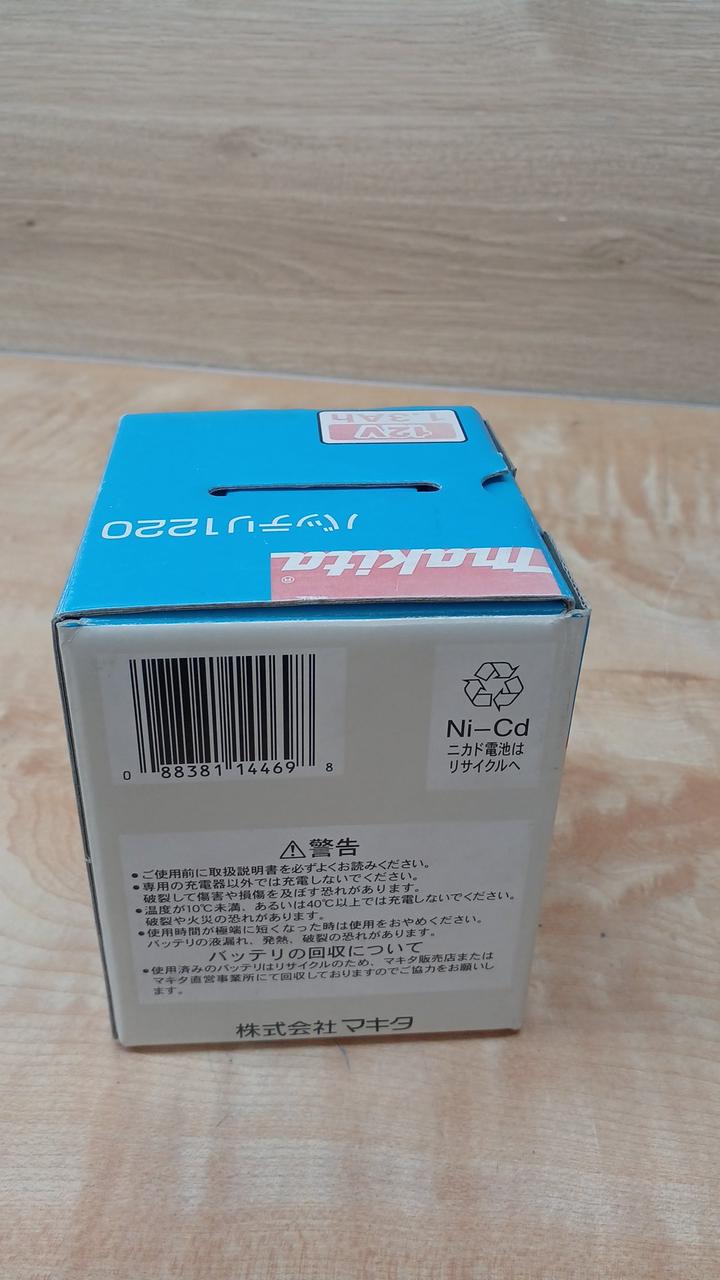 12V
1.3Ah
バッテリ1220
makita®
0 88381 14469 8
Ni-Cd
ニカド電池は
リサイクルへ
警告
●ご使用前に取扱説明書を必ずよくお読みください。
●専用の充電器以外では充電しないでください。
破裂して傷害や損傷を及ぼす恐れがあります。
●温度が10℃未満、あるいは40℃以上では充電しないでください。
破裂や火災の恐れがあります。
●使用時間が極端に短くなった時は使用をおやめください。
バッテリの液漏れ、発熱、破裂の恐れがあります。
バッテリの回収について
●使用済みのバッテリはリサイクルのため、マキタ販売店または
マキタ直営事業所にて回収しておりますのでご協力をお願いし
ます。
株式会社マキタ